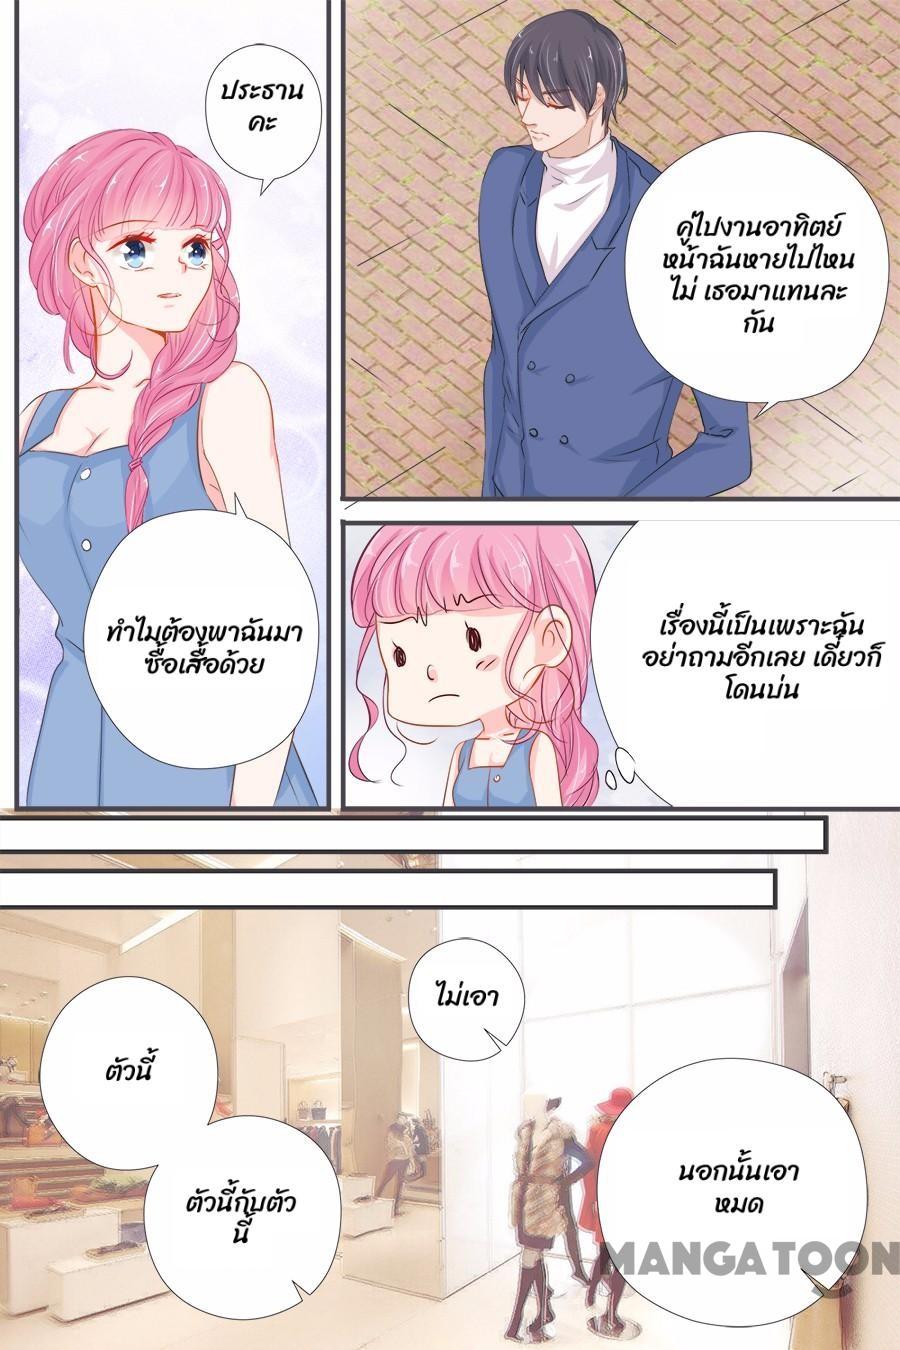 ประธาน
คะ
ทำไมต้องพาฉันมา
ซื้อเสื้อด้วย
คู่ไปงานอาทิตย์
หน้าฉันหายไปไหน
ไม่ เธอมาแทนละ
กัน
เรื่องนี้เป็นเพราะฉัน
อย่าถามอีกเลย เดี๋ยวก็
โดนบ่น
ตัวนี้
ตัวนี้กับตัว
นี้
ไม่เอา
นอกนั้นเอา
หมด
MANGA TOON